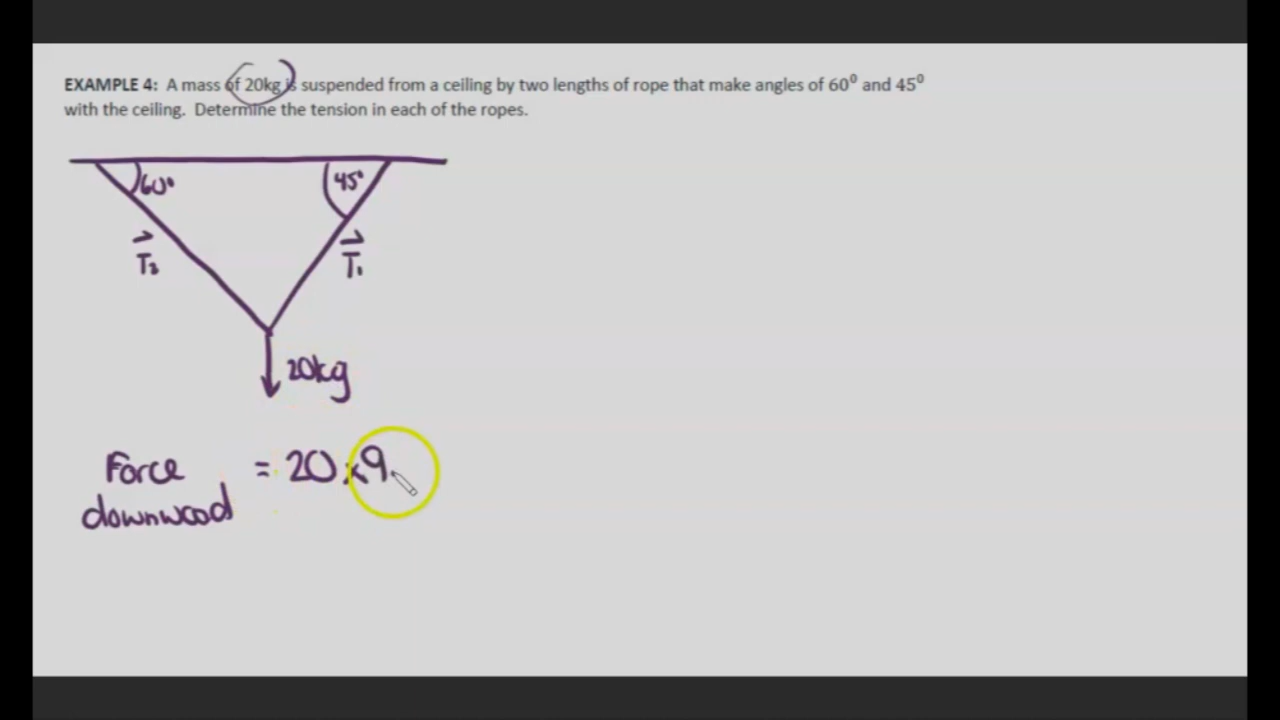 EXAMPLE 4: A mass of 20kg is suspended from a ceiling by two lengths of rope that make angles of 60⁰ and 45⁰
with the ceiling. Determine the tension in each of the ropes.
60° 45°
T₂ T₁
20kg
Force = 20 x 9.
downward